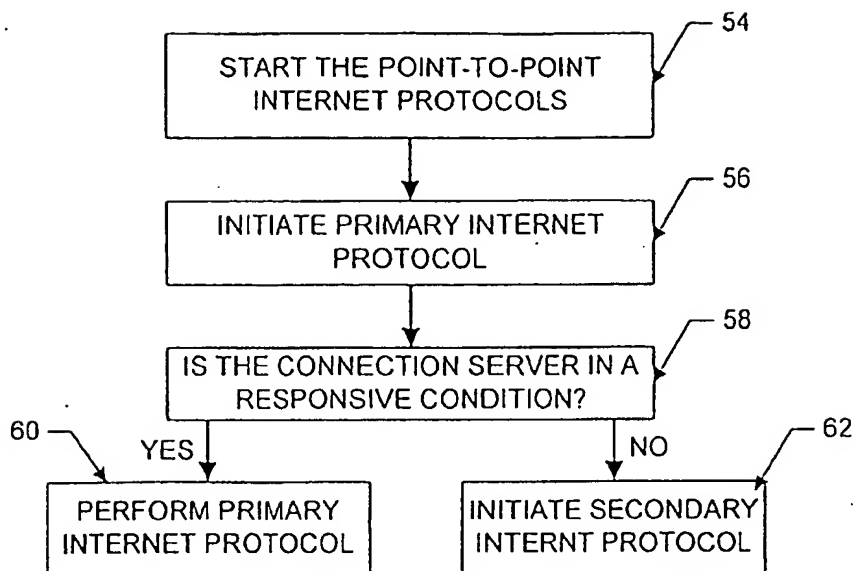 54
START THE POINT-TO-POINT
INTERNET PROTOCOLS
56
INITIATE PRIMARY INTERNET
PROTOCOL
58
IS THE CONNECTION SERVER IN A
RESPONSIVE CONDITION?
60
YES
NO
62
PERFORM PRIMARY
INTERNET PROTOCOL
INITIATE SECONDARY
INTERNT PROTOCOL